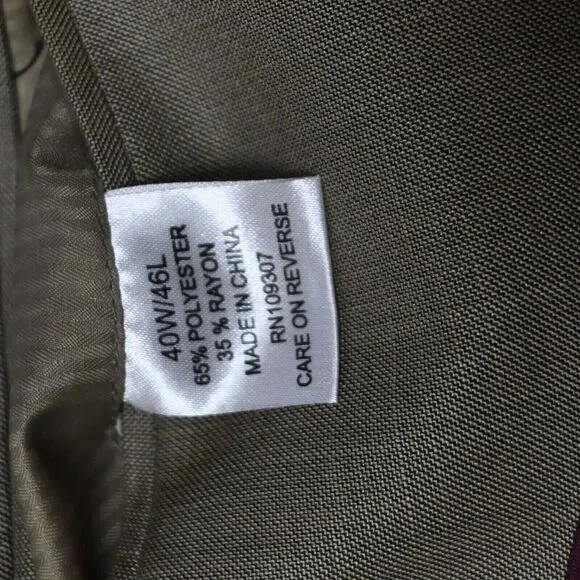 40W/46L
65% POLYESTER
35 % RAYON
MADE IN CHINA
RN109307
CARE ON REVERSE